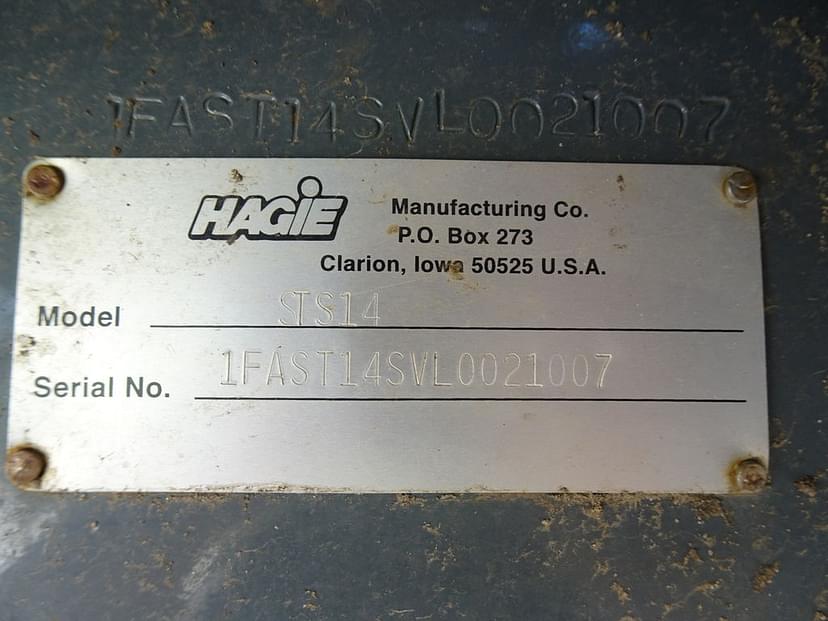 1FAST14SVL0021007
HAGIE
Manufacturing Co.
P.O. Box 273
Clarion, Iowa 50525 U.S.A.
Model STS14
Serial No. 1FAST14SVL0021007